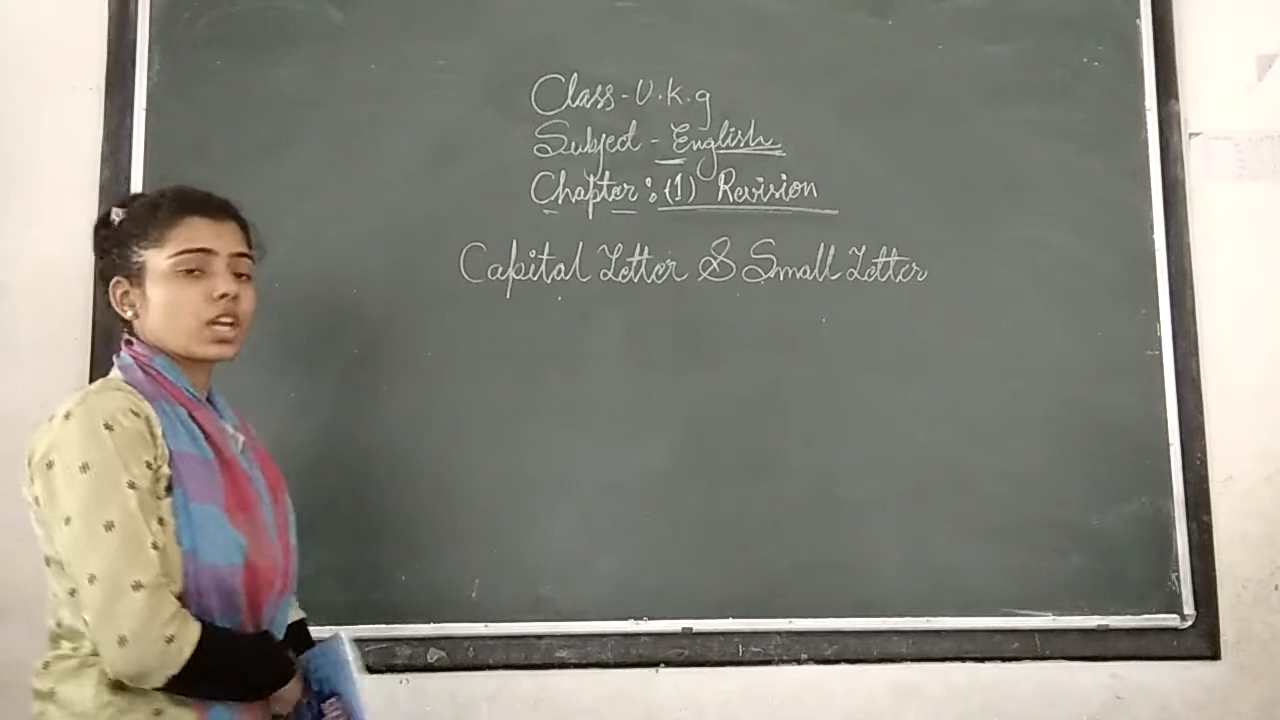 Class - U.K.g
Subject - English
Chapter : (1) Revision
Capital Letter & Small Letter